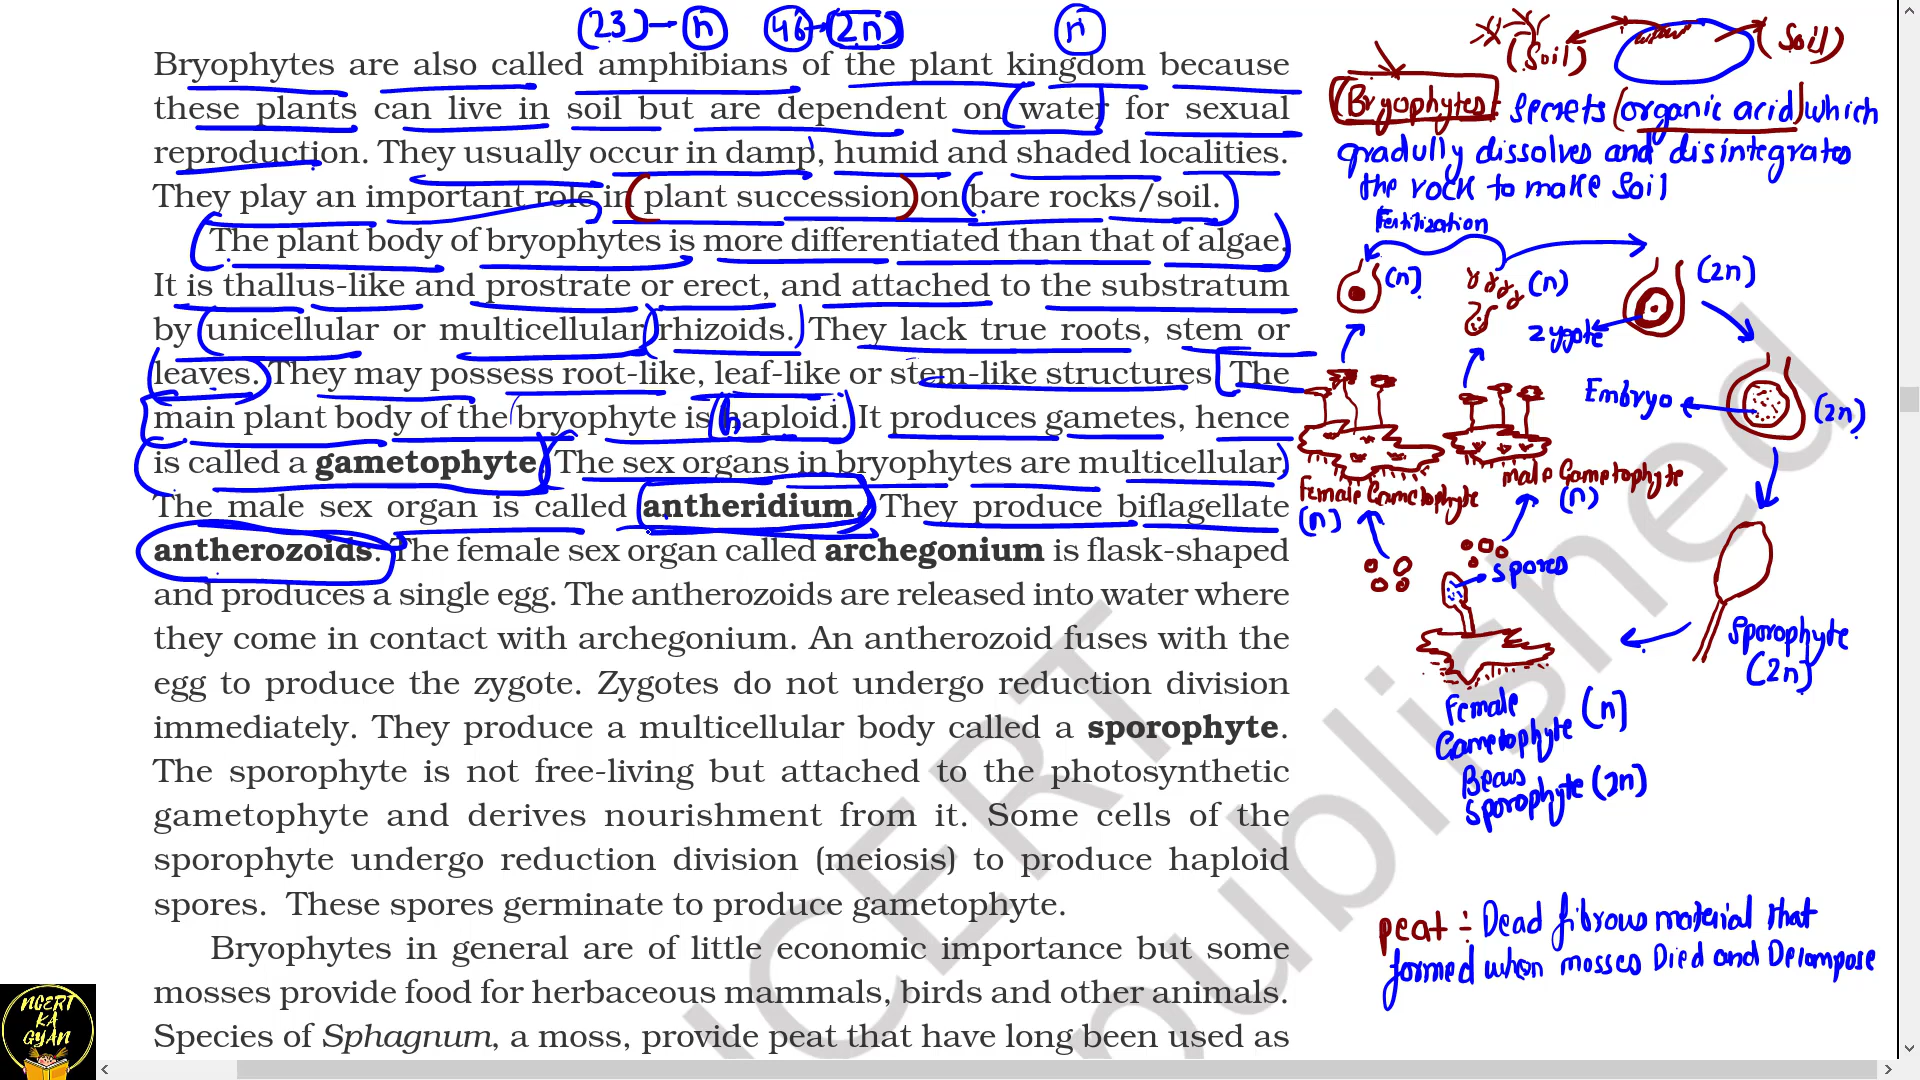 (23) → n  46 → (2n)  n
Bryophytes are also called amphibians of the plant kingdom because
these plants can live in soil but are dependent on water for sexual
reproduction. They usually occur in damp, humid and shaded localities.
They play an important role in plant succession on bare rocks/soil.
The plant body of bryophytes is more differentiated than that of algae.
It is thallus-like and prostrate or erect, and attached to the substratum
by unicellular or multicellular rhizoids. They lack true roots, stem or
leaves. They may possess root-like, leaf-like or stem-like structures. The
main plant body of the bryophyte is haploid. It produces gametes, hence
is called a gametophyte. The sex organs in bryophytes are multicellular.
The male sex organ is called antheridium. They produce biflagellate
antherozoids. The female sex organ called archegonium is flask-shaped
and produces a single egg. The antherozoids are released into water where
they come in contact with archegonium. An antherozoid fuses with the
egg to produce the zygote. Zygotes do not undergo reduction division
immediately. They produce a multicellular body called a sporophyte.
The sporophyte is not free-living but attached to the photosynthetic
gametophyte and derives nourishment from it. Some cells of the
sporophyte undergo reduction division (meiosis) to produce haploid
spores. These spores germinate to produce gametophyte.
Bryophytes in general are of little economic importance but some
mosses provide food for herbaceous mammals, birds and other animals.
Species of Sphagnum, a moss, provide peat that have long been used as
(Soil) (Soil)
(Bryophytes: secrets (organic acid) which
gradully dissolves and disintegrates
the rock to make Soil
Fertilization
(n) (n) (2n)
zygote
Embryo (2n)
Female Gametophyte
(n)
male Gametophyte
(n)
spores
Sporophyte
(2n)
Female
Gametophyte (n)
Bears
Sporophyte (2n)
peat :- Dead fibrous material that
formed when mosses Died and Decompose
NCERT
KA
GYAN
NCERT
published